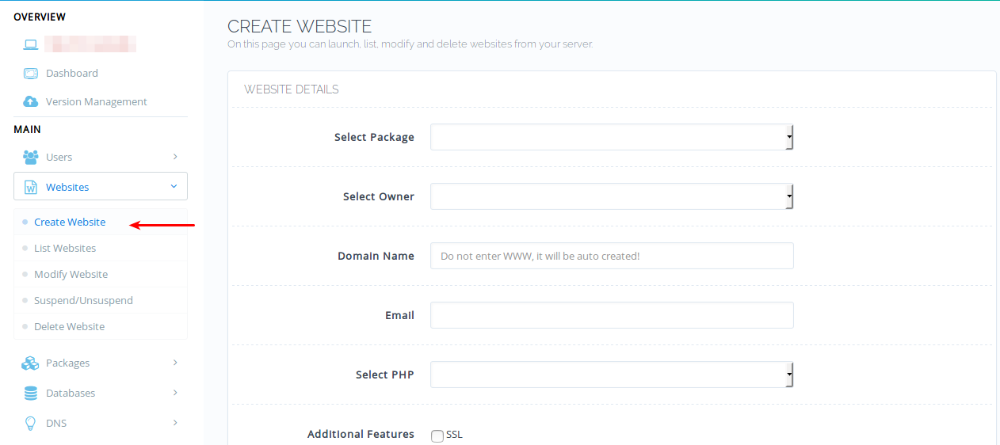 OVERVIEW
Dashboard
Version Management
MAIN
Users
Websites
Create Website
List Websites
Modify Website
Suspend/Unsuspend
Delete Website
Packages
Databases
DNS
CREATE WEBSITE
On this page you can launch, list, modify and delete websites from your server.
WEBSITE DETAILS
Select Package
Select Owner
Domain Name
Do not enter WWW, it will be auto created!
Email
Select PHP
Additional Features
SSL